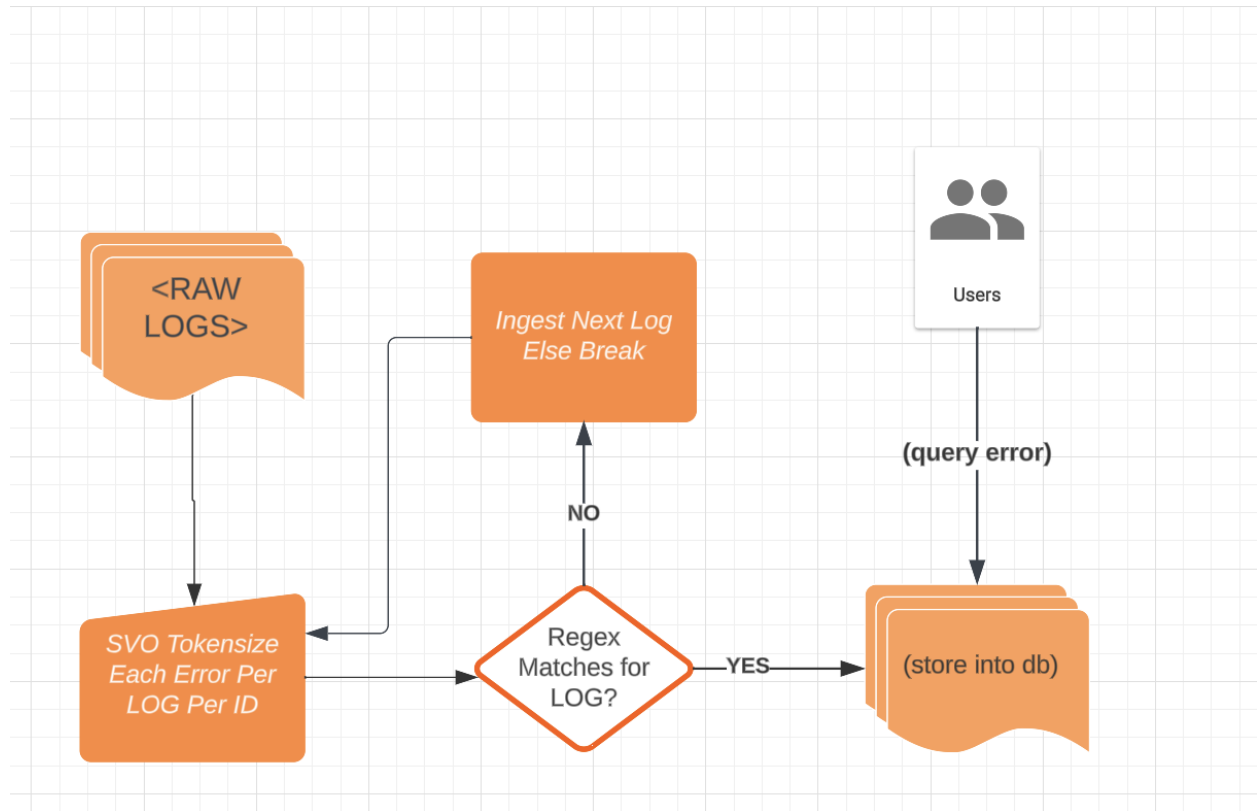 <RAW
LOGS>
Ingest Next Log
Else Break
Users
(query error)
NO
SVO Tokensize
Each Error Per
LOG Per ID
Regex
Matches for
LOG?
YES
(store into db)